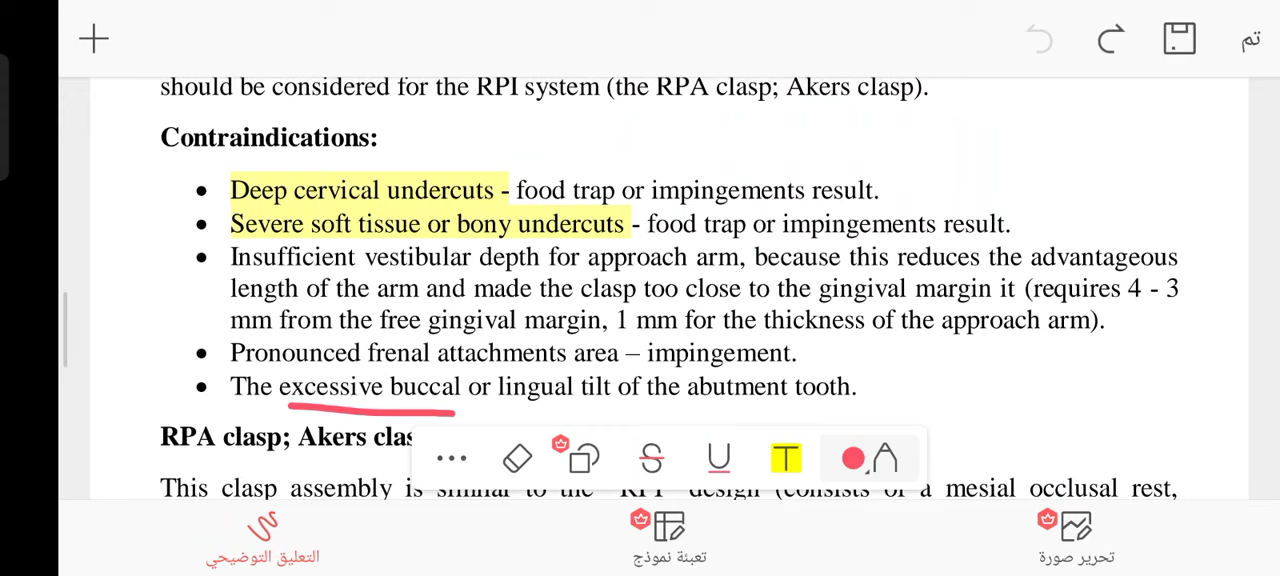 تم
should be considered for the RPI system (the RPA clasp; Akers clasp).
Contraindications:
• Deep cervical undercuts - food trap or impingements result.
• Severe soft tissue or bony undercuts - food trap or impingements result.
• Insufficient vestibular depth for approach arm, because this reduces the advantageous
length of the arm and made the clasp too close to the gingival margin it (requires 4 - 3
mm from the free gingival margin, 1 mm for the thickness of the approach arm).
• Pronounced frenal attachments area – impingement.
• The excessive buccal or lingual tilt of the abutment tooth.
RPA clasp; Akers clas
This clasp assembly is similar to the "RPI" design (consists of a mesial occlusal rest,
التعليق التوضيحي
تعبئة نموذج
تحرير صورة